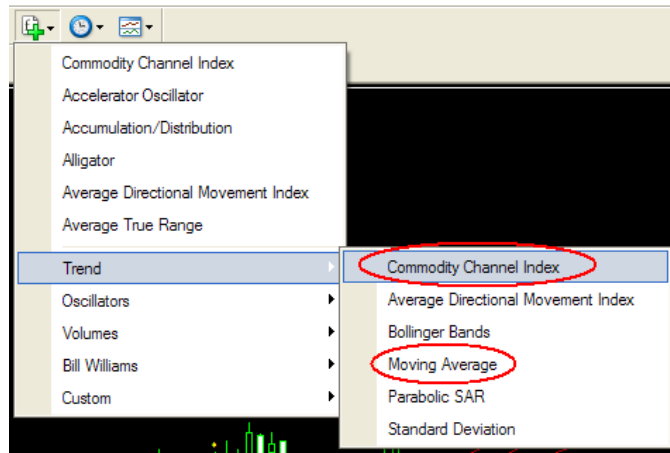 Commodity Channel Index
Accelerator Oscillator
Accumulation/Distribution
Alligator
Average Directional Movement Index
Average True Range
Trend
Oscillators
Volumes
Bill Williams
Custom
Commodity Channel Index
Average Directional Movement Index
Bollinger Bands
Moving Average
Parabolic SAR
Standard Deviation